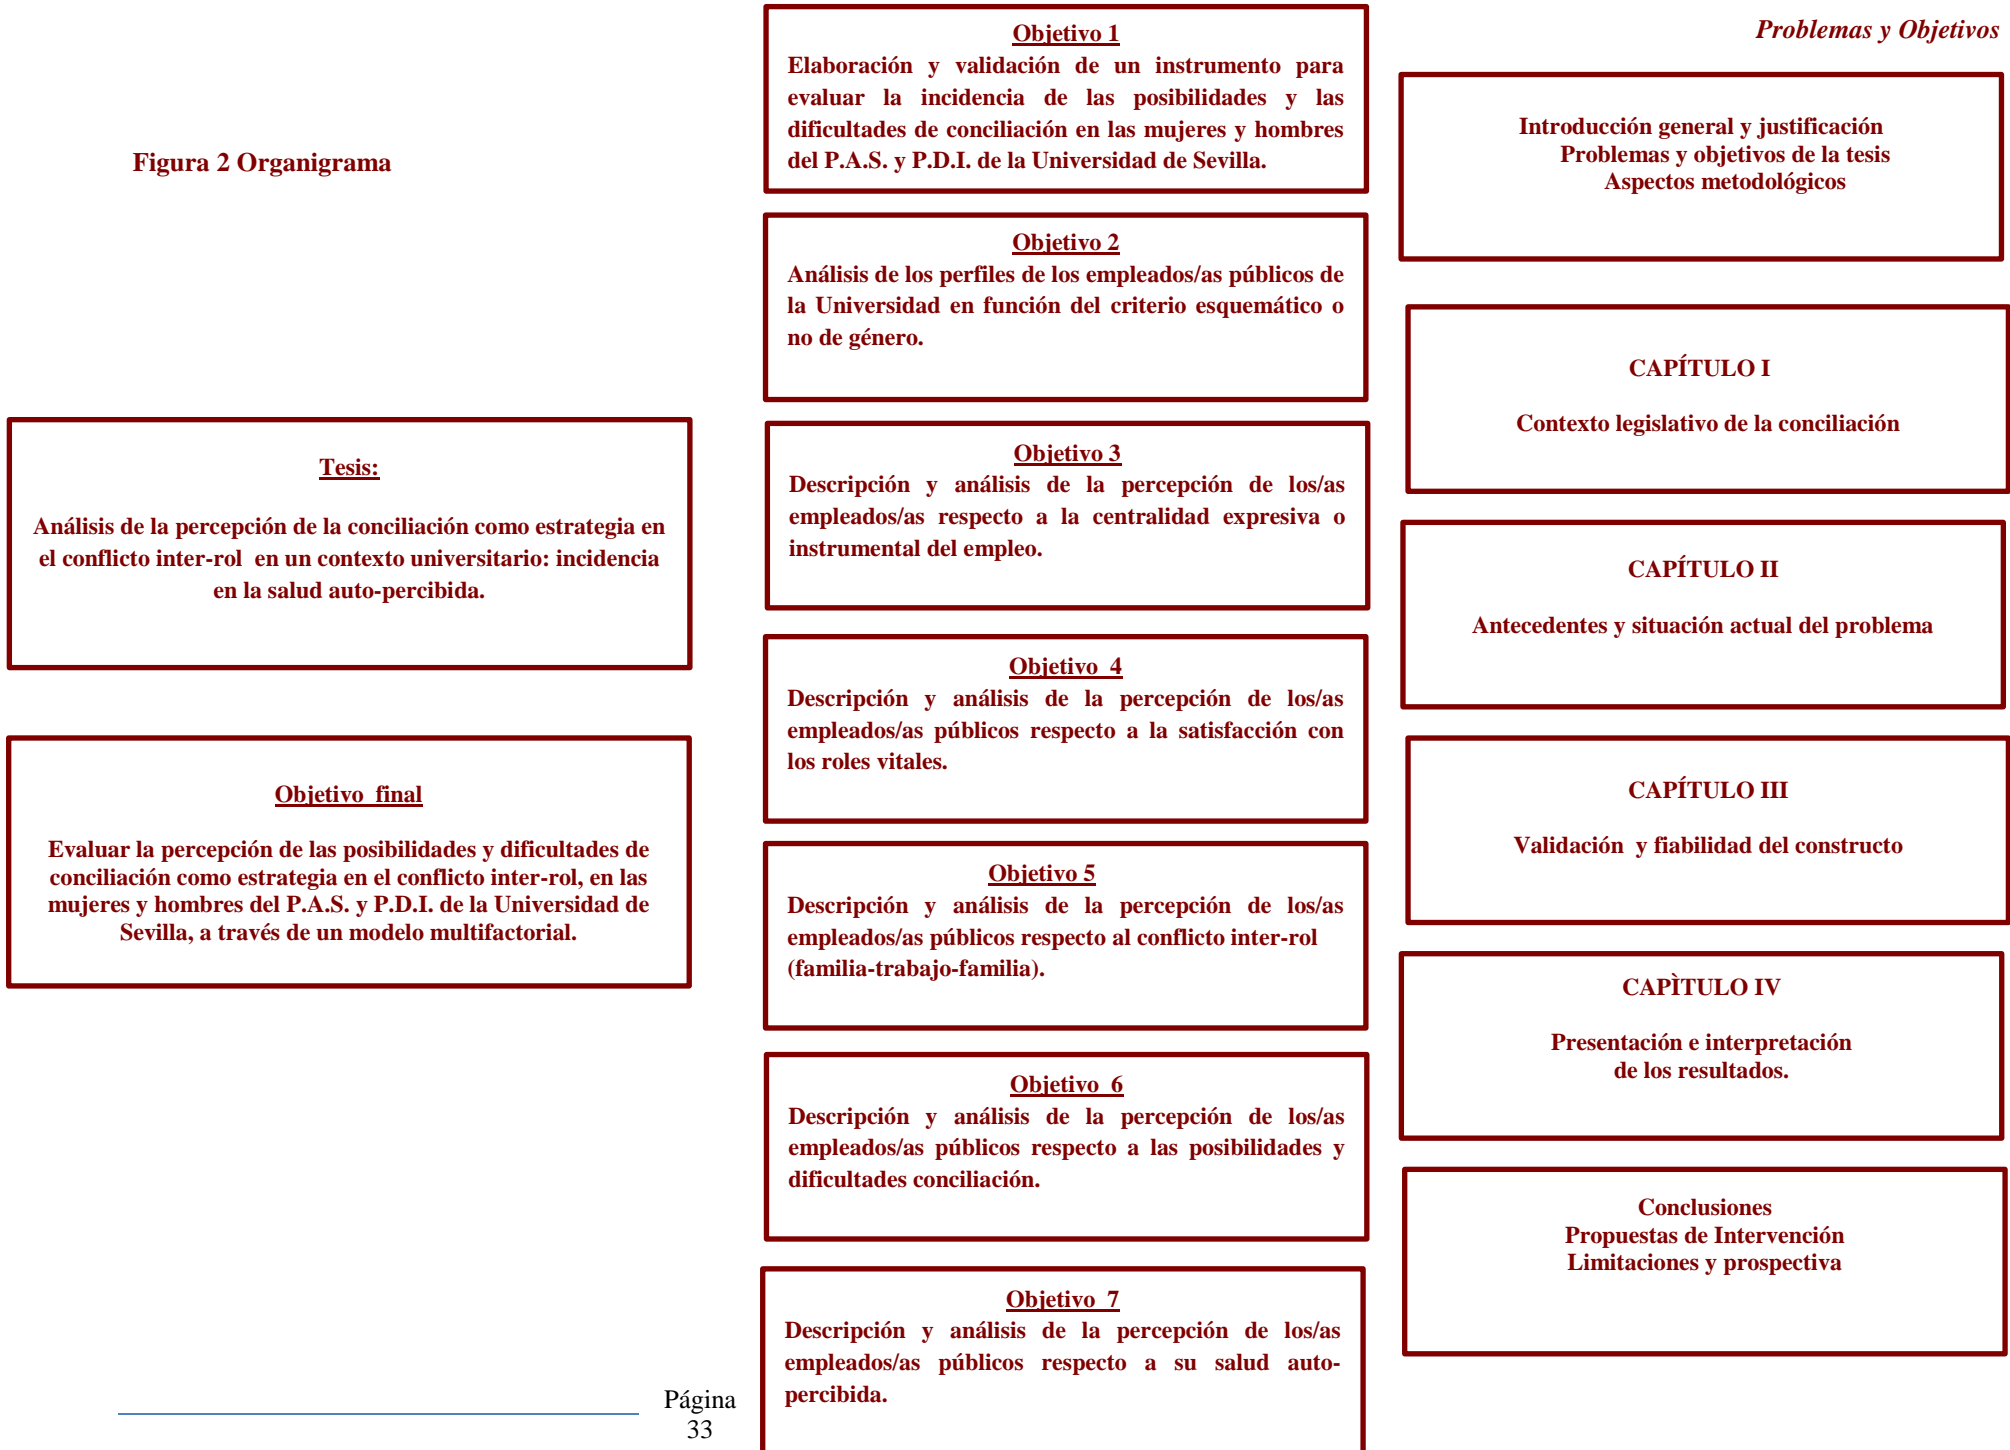 Problemas y Objetivos
Figura 2 Organigrama
Tesis:
Análisis de la percepción de la conciliación como estrategia en
el conflicto inter-rol en un contexto universitario: incidencia
en la salud auto-percibida.
Objetivo final
Evaluar la percepción de las posibilidades y dificultades de
conciliación como estrategia en el conflicto inter-rol, en las
mujeres y hombres del P.A.S. y P.D.I. de la Universidad de
Sevilla, a través de un modelo multifactorial.
Objetivo 1
Elaboración y validación de un instrumento para
evaluar la incidencia de las posibilidades y las
dificultades de conciliación en las mujeres y hombres
del P.A.S. y P.D.I. de la Universidad de Sevilla.
Objetivo 2
Análisis de los perfiles de los empleados/as públicos de
la Universidad en función del criterio esquemático o
no de género.
Objetivo 3
Descripción y análisis de la percepción de los/as
empleados/as respecto a la centralidad expresiva o
instrumental del empleo.
Objetivo 4
Descripción y análisis de la percepción de los/as
empleados/as públicos respecto a la satisfacción con
los roles vitales.
Objetivo 5
Descripción y análisis de la percepción de los/as
empleados/as públicos respecto al conflicto inter-rol
(familia-trabajo-familia).
Objetivo 6
Descripción y análisis de la percepción de los/as
empleados/as públicos respecto a las posibilidades y
dificultades conciliación.
Objetivo 7
Descripción y análisis de la percepción de los/as
empleados/as públicos respecto a su salud auto-
percibida.
Introducción general y justificación
Problemas y objetivos de la tesis
Aspectos metodológicos
CAPÍTULO I
Contexto legislativo de la conciliación
CAPÍTULO II
Antecedentes y situación actual del problema
CAPÍTULO III
Validación y fiabilidad del constructo
CAPÌTULO IV
Presentación e interpretación
de los resultados.
Conclusiones
Propuestas de Intervención
Limitaciones y prospectiva
Página
33